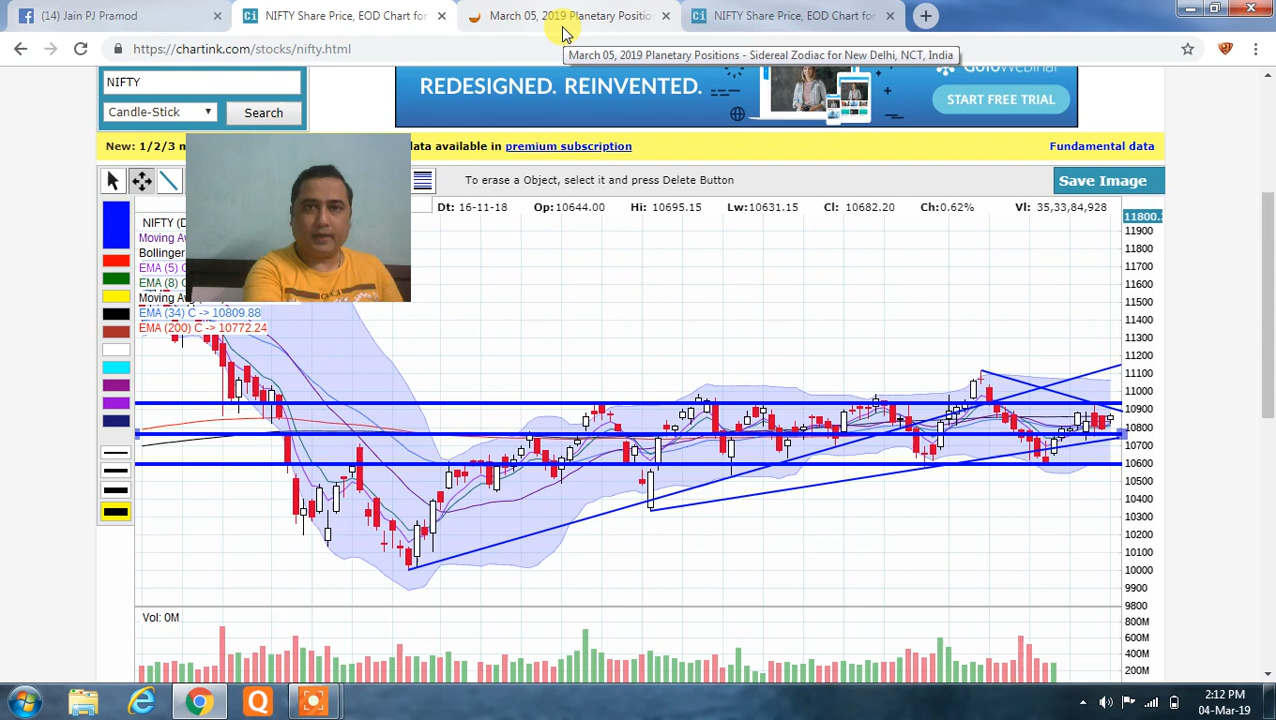 (14) Jain PJ Pramod
NIFTY Share Price, EOD Chart for
March 05, 2019 Planetary Positio
NIFTY Share Price, EOD Chart for
https://chartink.com/stocks/nifty.html
March 05, 2019 Planetary Positions - Sidereal Zodiac for New Delhi, NCT, India
NIFTY
Candle-Stick
Search
REDESIGNED. REINVENTED.
GoToWebinar
START FREE TRIAL
New: 1/2/3 m
ata available in premium subscription
Fundamental data
To erase a Object, select it and press Delete Button
Save Image
Dt: 16-11-18 Op:10644.00 Hi: 10695.15 Lw:10631.15 Cl: 10682.20 Ch:0.62% Vl: 35,33,84,928
NIFTY (D
Moving Av
Bollinger
EMA (5) C
EMA (8) C
Moving Avg
EMA (34) C -> 10809.88
EMA (200) C -> 10772.24
11800.
11900
11800
11700
11600
11500
11400
11300
11200
11100
11000
10900
10800
10700
10600
10500
10400
10300
10200
10100
10000
9900
9800
Vol: 0M
800M
600M
400M
200M
2:12 PM
04-Mar-19